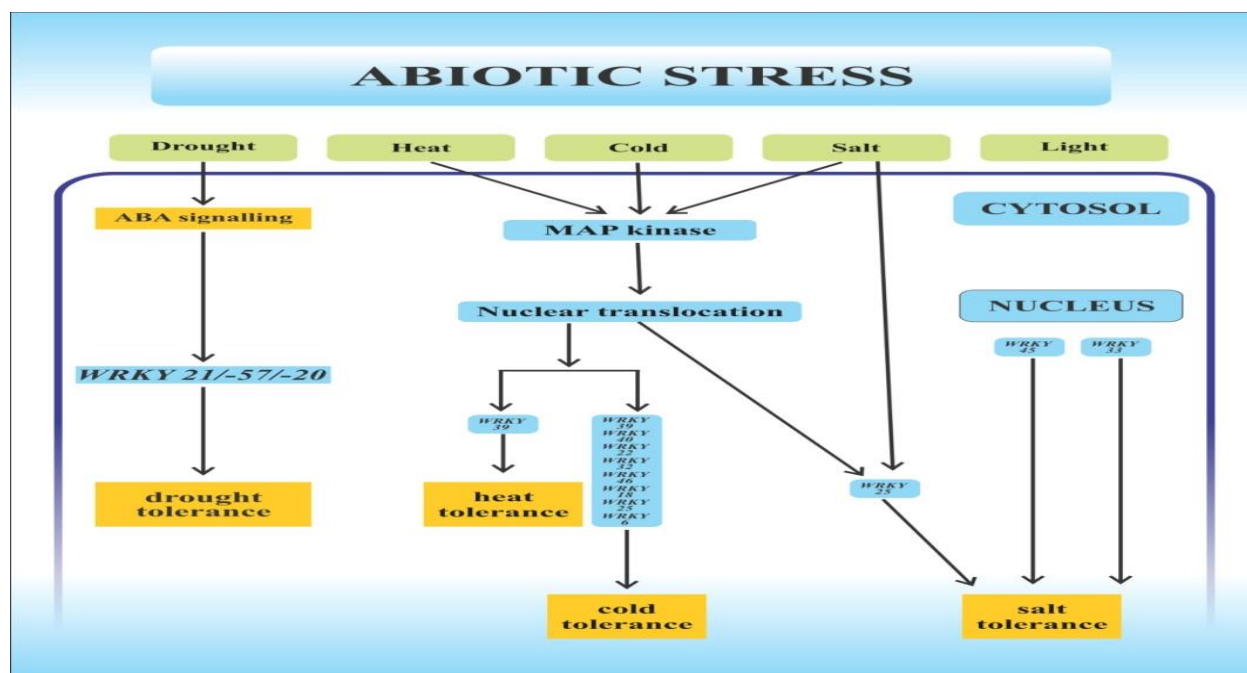 ABIOTIC STRESS
Drought
Heat
Cold
Salt
Light
ABA signalling
MAP kinase
CYTOSOL
Nuclear translocation
NUCLEUS
WRKY
45
WRKY
33
WRKY 21/-57/-20
WRKY
39
WRKY
39
WRKY
40
WRKY
22
WRKY
32
WRKY
46
WRKY
18
WRKY
25
WRKY
6
WRKY
25
drought
tolerance
heat
tolerance
cold
tolerance
salt
tolerance